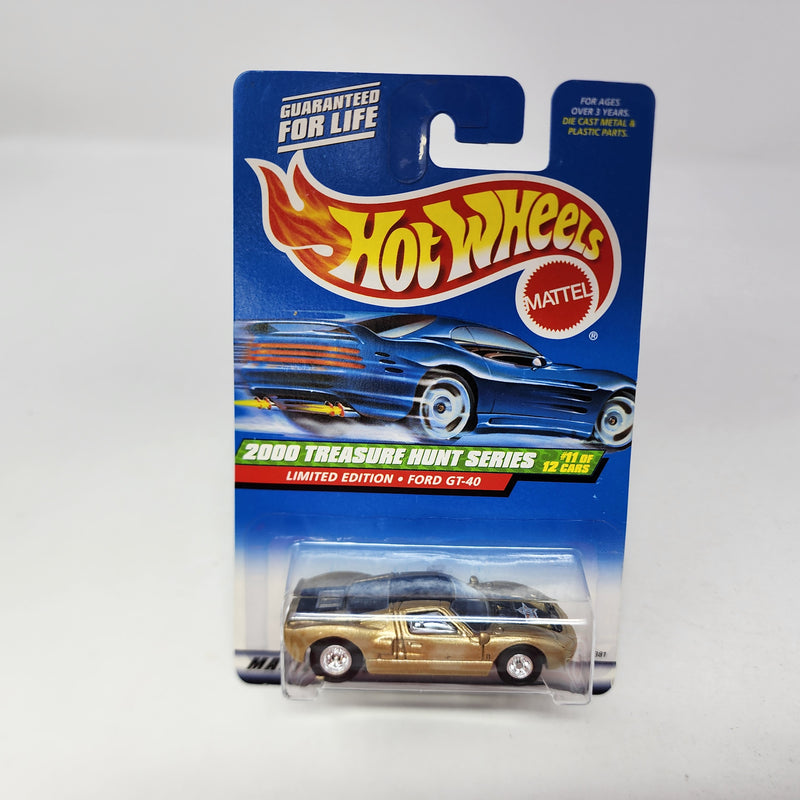 GUARANTEED
FOR LIFE
FOR AGES
OVER 3 YEARS.
DIE CAST METAL &
PLASTIC PARTS.
HOT WHEELS
MATTEL
®
2000 TREASURE HUNT SERIES
#11 OF
12 CARS
LIMITED EDITION • FORD GT-40